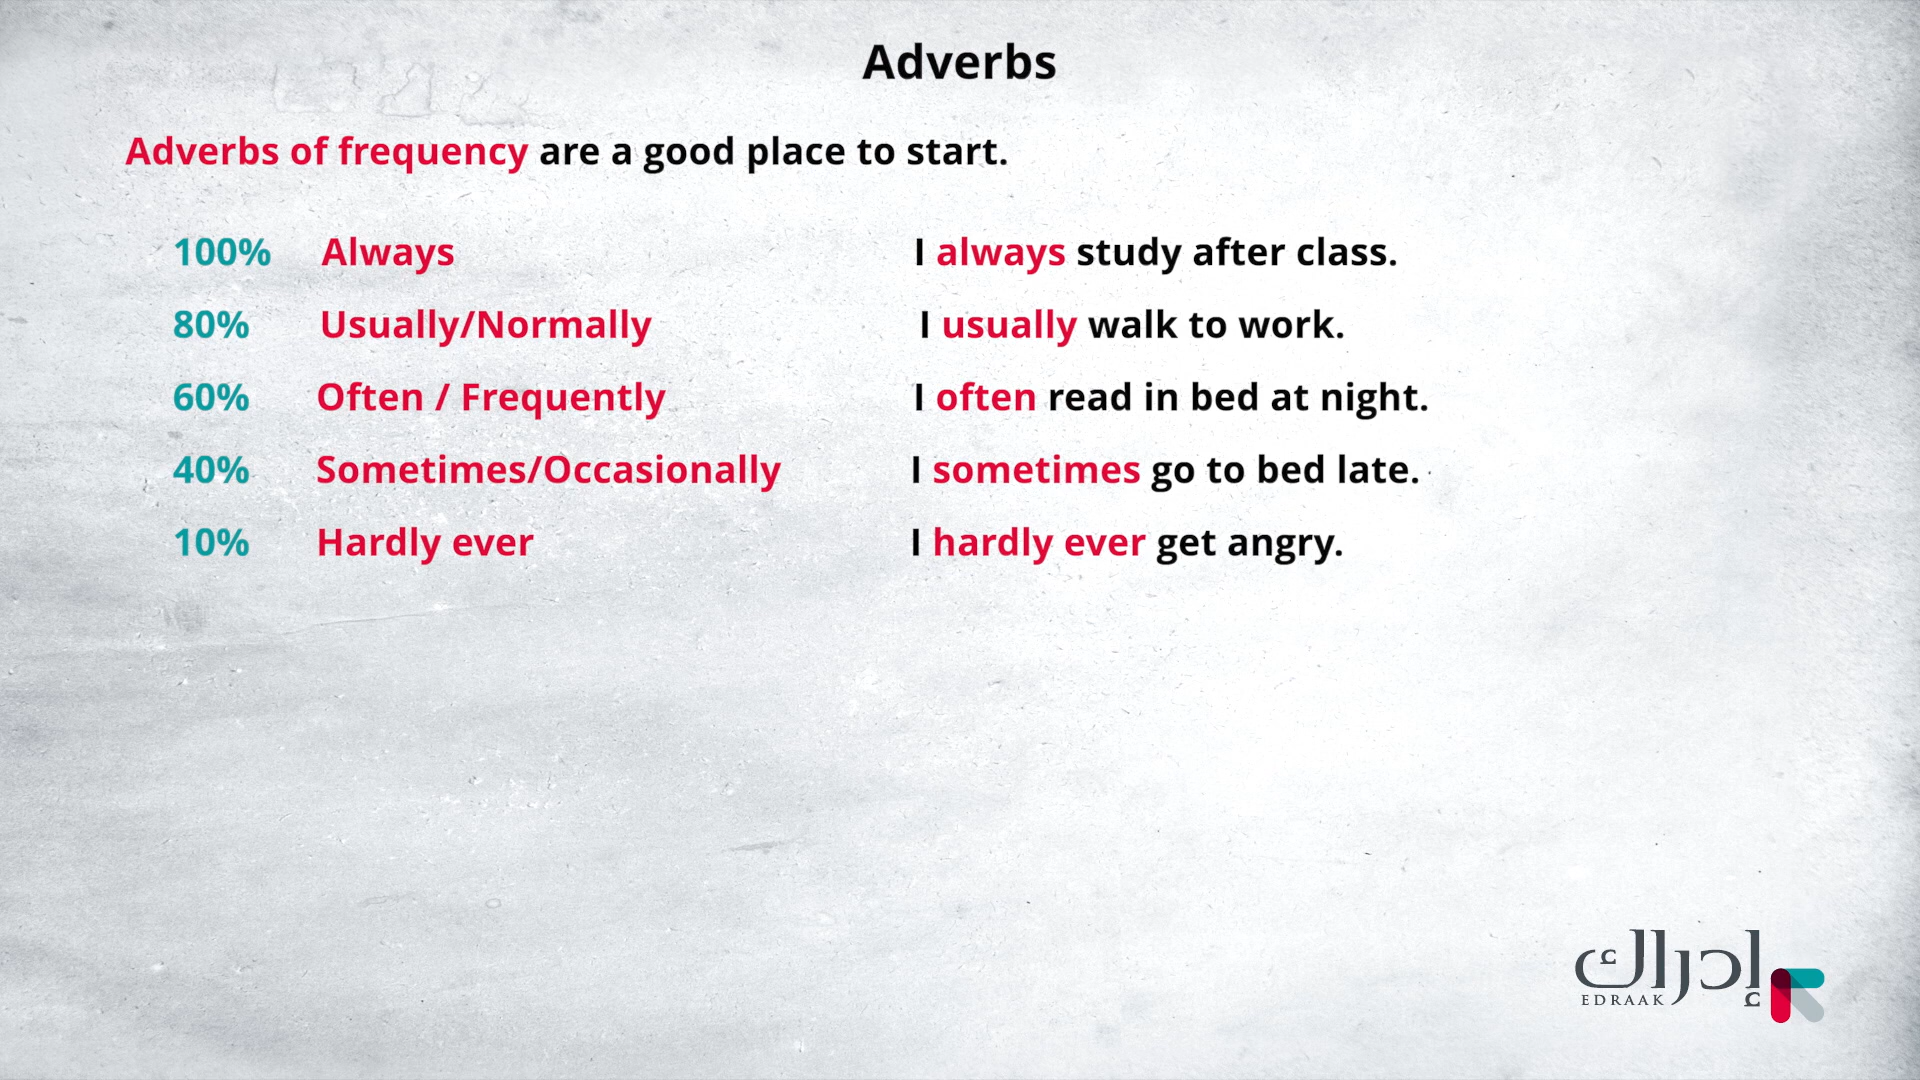 Adverbs
Adverbs of frequency are a good place to start.
100% Always I always study after class.
80% Usually/Normally I usually walk to work.
60% Often / Frequently I often read in bed at night.
40% Sometimes/Occasionally I sometimes go to bed late.
10% Hardly ever I hardly ever get angry.
إدراك
EDRAAK